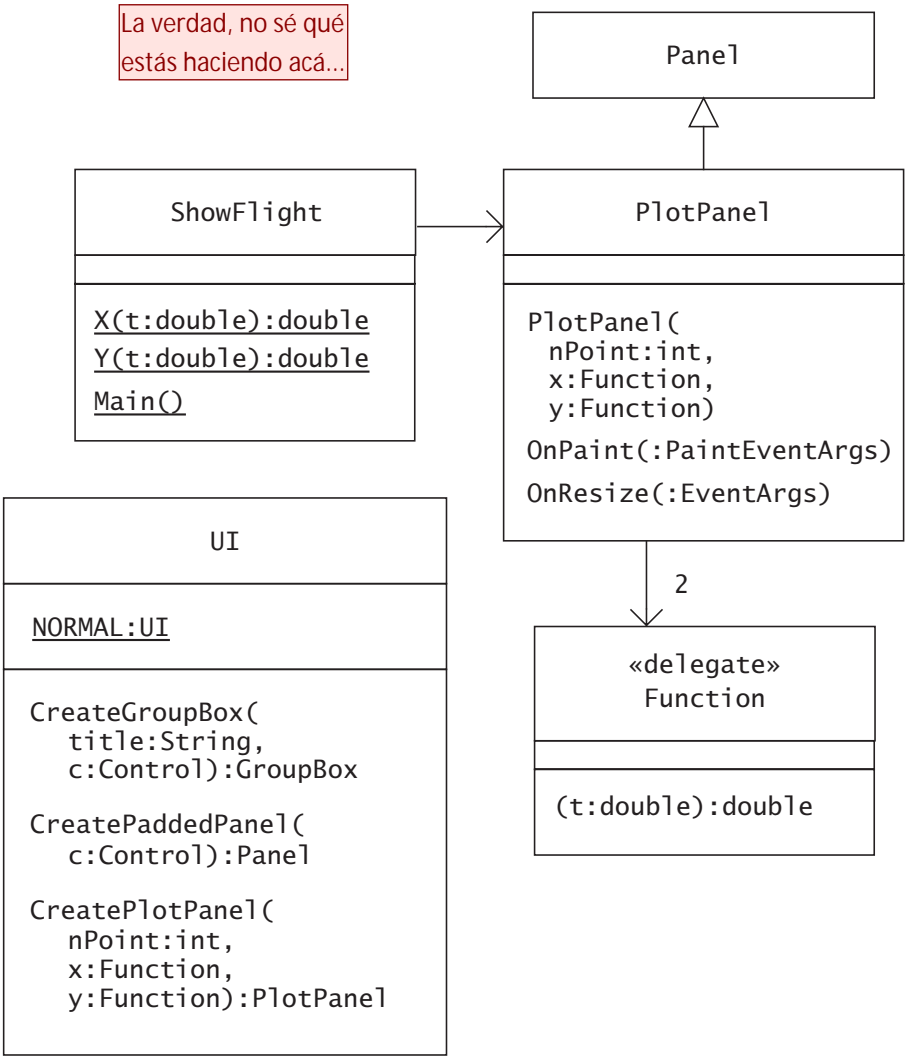 La verdad, no sé qué
estás haciendo acá...
Panel
ShowFlight
X(t:double):double
Y(t:double):double
Main()
PlotPanel
PlotPanel(
nPoint:int,
x:Function,
y:Function)
OnPaint(:PaintEventArgs)
OnResize(:EventArgs)
2
UI
NORMAL:UI
CreateGroupBox(
title:String,
c:Control):GroupBox
CreatePaddedPanel(
c:Control):Panel
CreatePlotPanel(
nPoint:int,
x:Function,
y:Function):PlotPanel
«delegate»
Function
(t:double):double